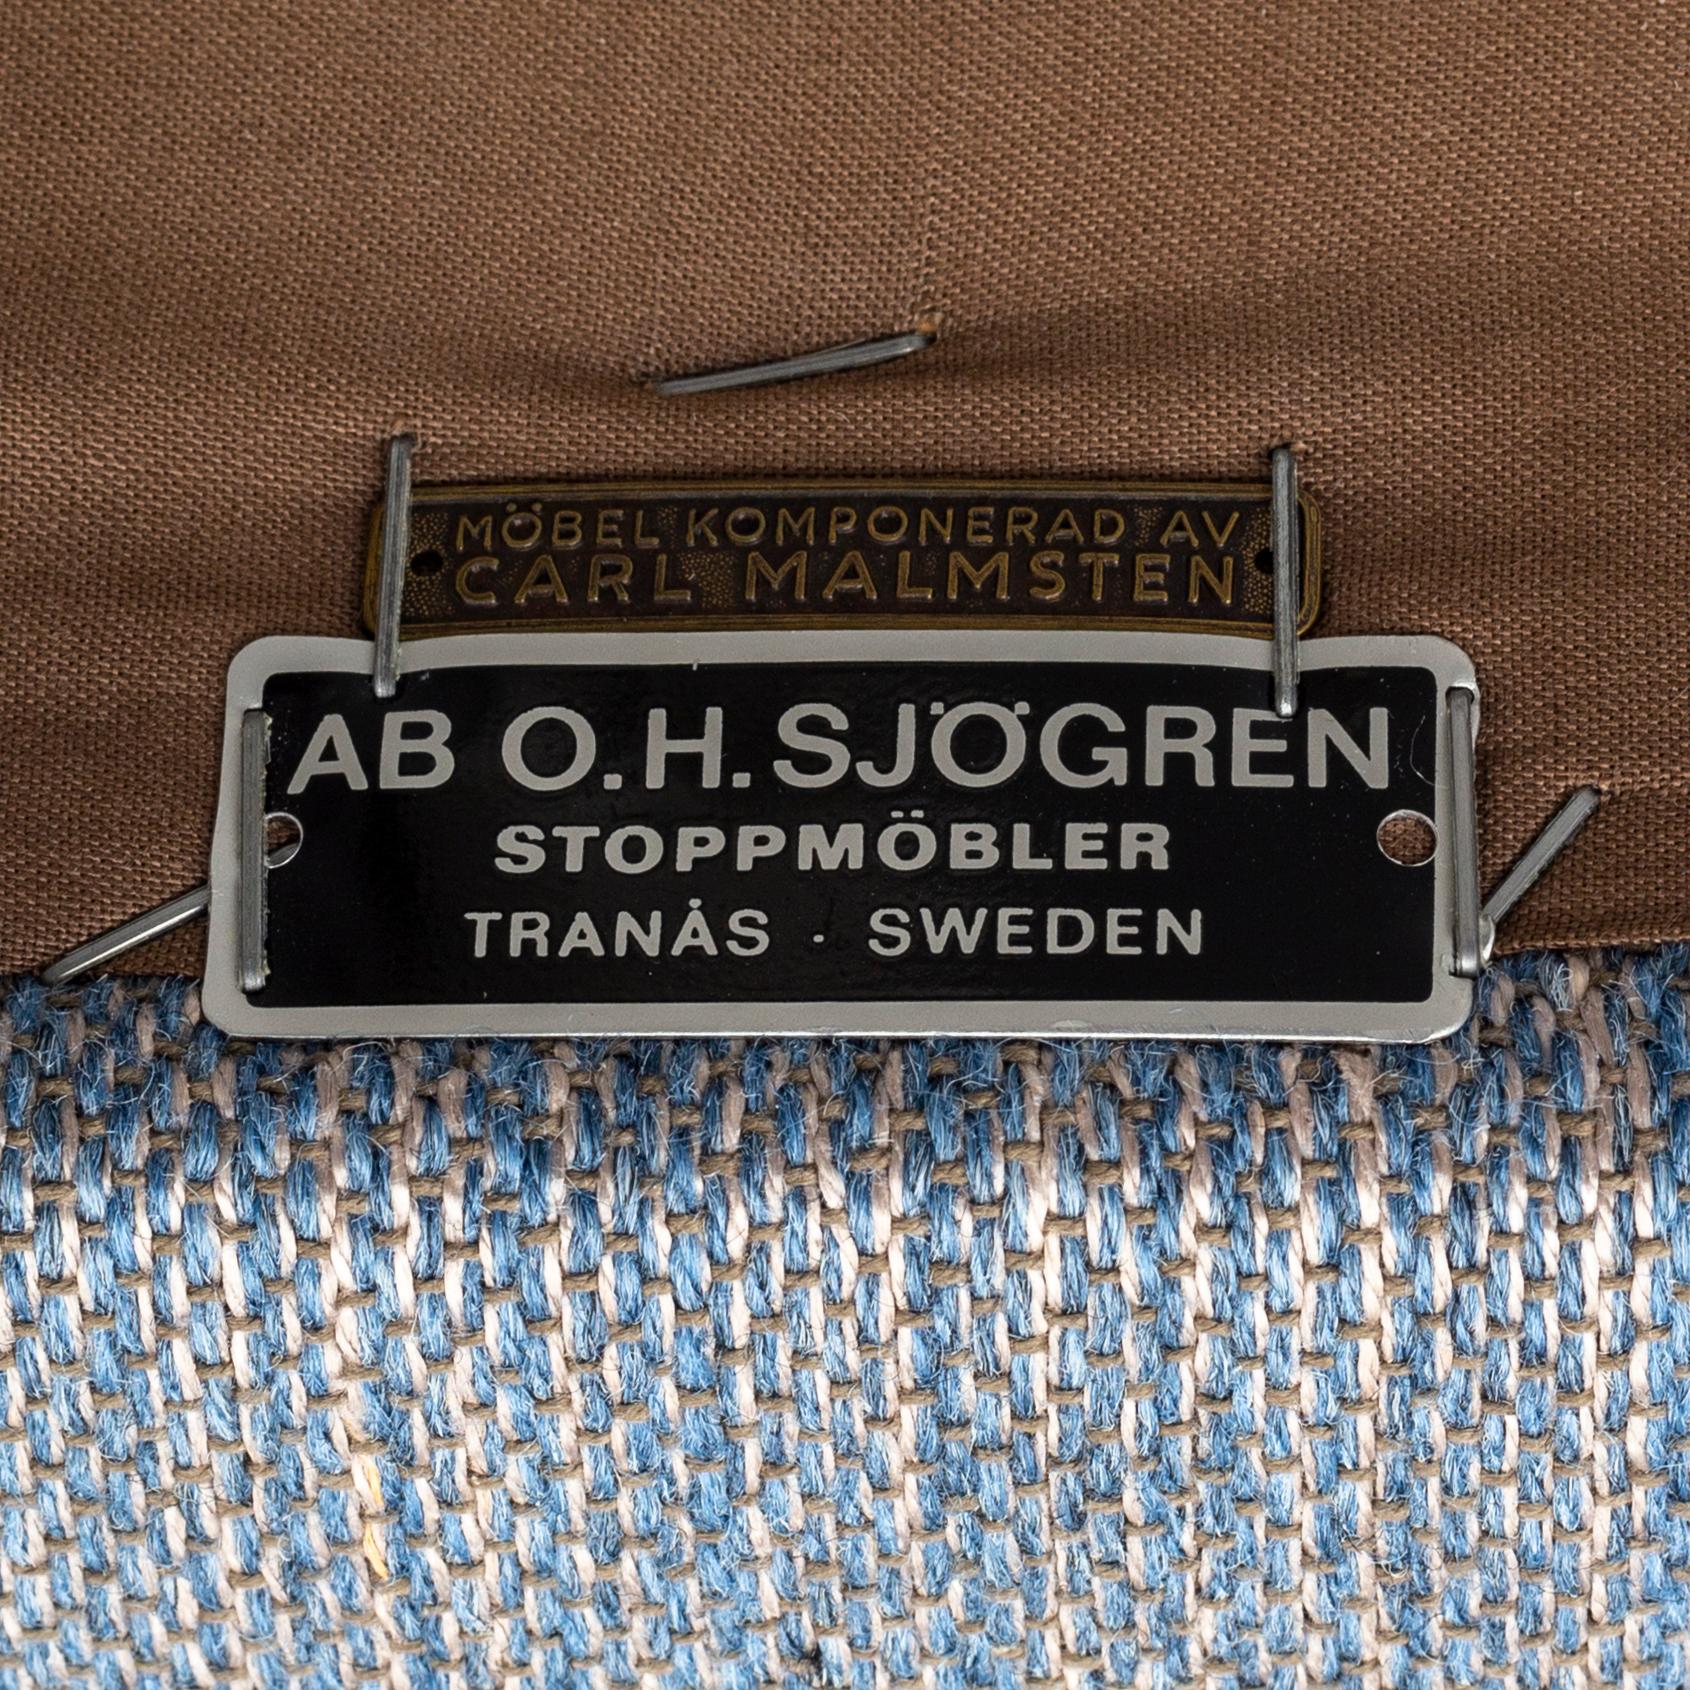 MÖBEL KOMPONERAD AV
CARL MALMSTEN
AB O.H. SJÖGREN
STOPPMÖBLER
TRANÅS · SWEDEN